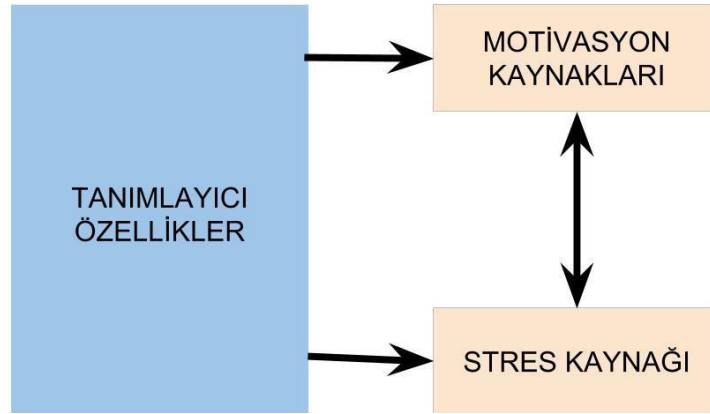 TANIMLAYICI
ÖZELLİKLER
MOTİVASYON
KAYNAKLARI
STRES KAYNAĞI